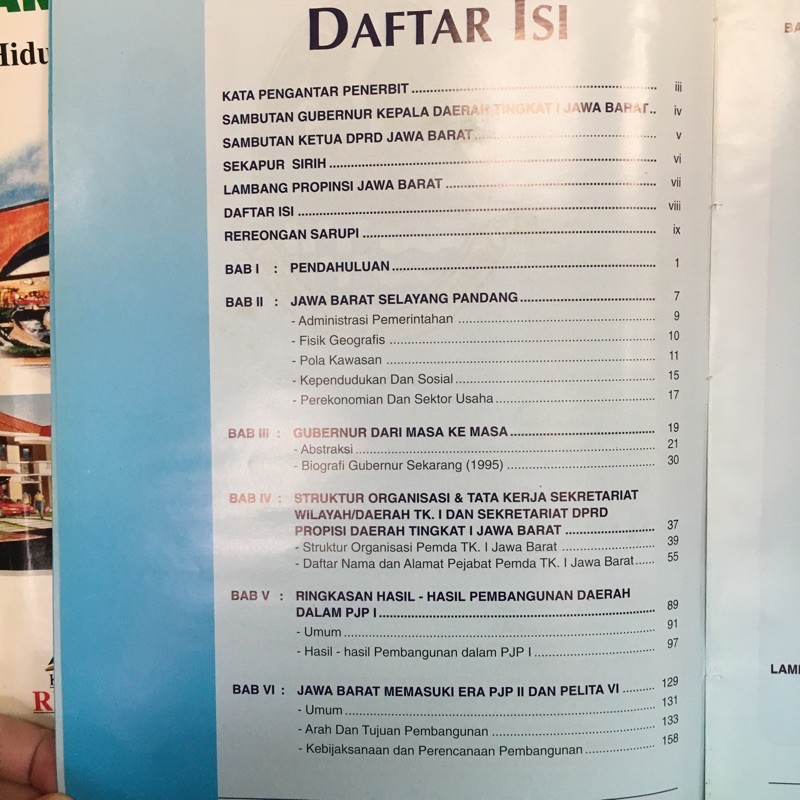 DAFTAR ISI
KATA PENGANTAR PENERBIT ... iii
SAMBUTAN GUBERNUR KEPALA DAERAH TINGKAT I JAWA BARAT.. iv
SAMBUTAN KETUA DPRD JAWA BARAT ... v
SEKAPUR SIRIH ... vi
LAMBANG PROPINSI JAWA BARAT ... vii
DAFTAR ISI ... viii
REREONGAN SARUPI ... ix
BAB I : PENDAHULUAN ... 1
BAB II : JAWA BARAT SELAYANG PANDANG ... 7
- Administrasi Pemerintahan ... 9
- Fisik Geografis ... 10
- Pola Kawasan ... 11
- Kependudukan Dan Sosial ... 15
- Perekonomian Dan Sektor Usaha ... 17
BAB III : GUBERNUR DARI MASA KE MASA ... 19
- Abstraksi ... 21
- Biografi Gubernur Sekarang (1995) ... 30
BAB IV : STRUKTUR ORGANISASI & TATA KERJA SEKRETARIAT
WILAYAH/DAERAH TK. I DAN SEKRETARIAT DPRD
PROPISI DAERAH TINGKAT I JAWA BARAT ... 37
- Struktur Organisasi Pemda TK. I Jawa Barat ... 39
- Daftar Nama dan Alamat Pejabat Pemda TK. I Jawa Barat ... 55
BAB V : RINGKASAN HASIL - HASIL PEMBANGUNAN DAERAH
DALAM PJP I ... 89
- Umum ... 91
- Hasil - hasil Pembangunan dalam PJP I ... 97
BAB VI : JAWA BARAT MEMASUKI ERA PJP II DAN PELITA VI ... 129
- Umum ... 131
- Arah Dan Tujuan Pembangunan ... 133
- Kebijaksanaan dan Perencanaan Pembangunan ... 158